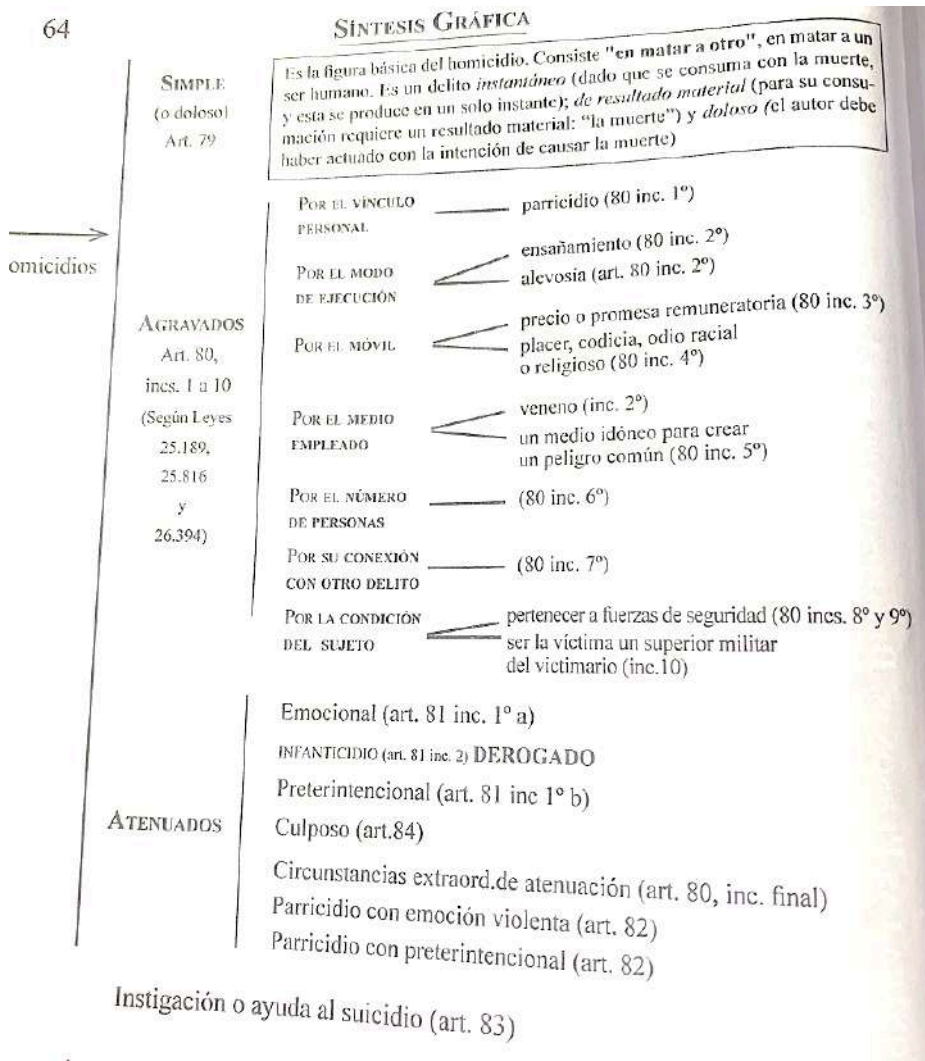 64
SÍNTESIS GRÁFICA
SIMPLE
(o doloso)
Art. 79
Es la figura básica del homicidio. Consiste "en matar a otro", en matar a un
ser humano. Es un delito instantáneo (dado que se consuma con la muerte,
y esta se produce en un solo instante); de resultado material (para su consu-
mación requiere un resultado material: “la muerte”) y doloso (el autor debe
haber actuado con la intención de causar la muerte)
omicidios
AGRAVADOS
Art. 80,
incs. 1 a 10
(Según Leyes
25.189,
25.816
y
26.394)
POR EL VÍNCULO
PERSONAL
parricidio (80 inc. 1º)
POR EL MODO
DE EJECUCIÓN
ensañamiento (80 inc. 2º)
alevosía (art. 80 inc. 2º)
POR EL MÓVIL
precio o promesa remuneratoria (80 inc. 3º)
placer, codicia, odio racial
o religioso (80 inc. 4º)
POR EL MEDIO
EMPLEADO
veneno (inc. 2º)
un medio idóneo para crear
un peligro común (80 inc. 5º)
POR EL NÚMERO
DE PERSONAS
(80 inc. 6º)
POR SU CONEXIÓN
CON OTRO DELITO
(80 inc. 7º)
POR LA CONDICIÓN
DEL SUJETO
pertenecer a fuerzas de seguridad (80 incs. 8º y 9º)
ser la víctima un superior militar
del victimario (inc.10)
ATENUADOS
Emocional (art. 81 inc. 1º a)
INFANTICIDIO (art. 81 inc. 2) DEROGADO
Preterintencional (art. 81 inc 1º b)
Culposo (art.84)
Circunstancias extraord.de atenuación (art. 80, inc. final)
Parricidio con emoción violenta (art. 82)
Parricidio con preterintencional (art. 82)
Instigación o ayuda al suicidio (art. 83)